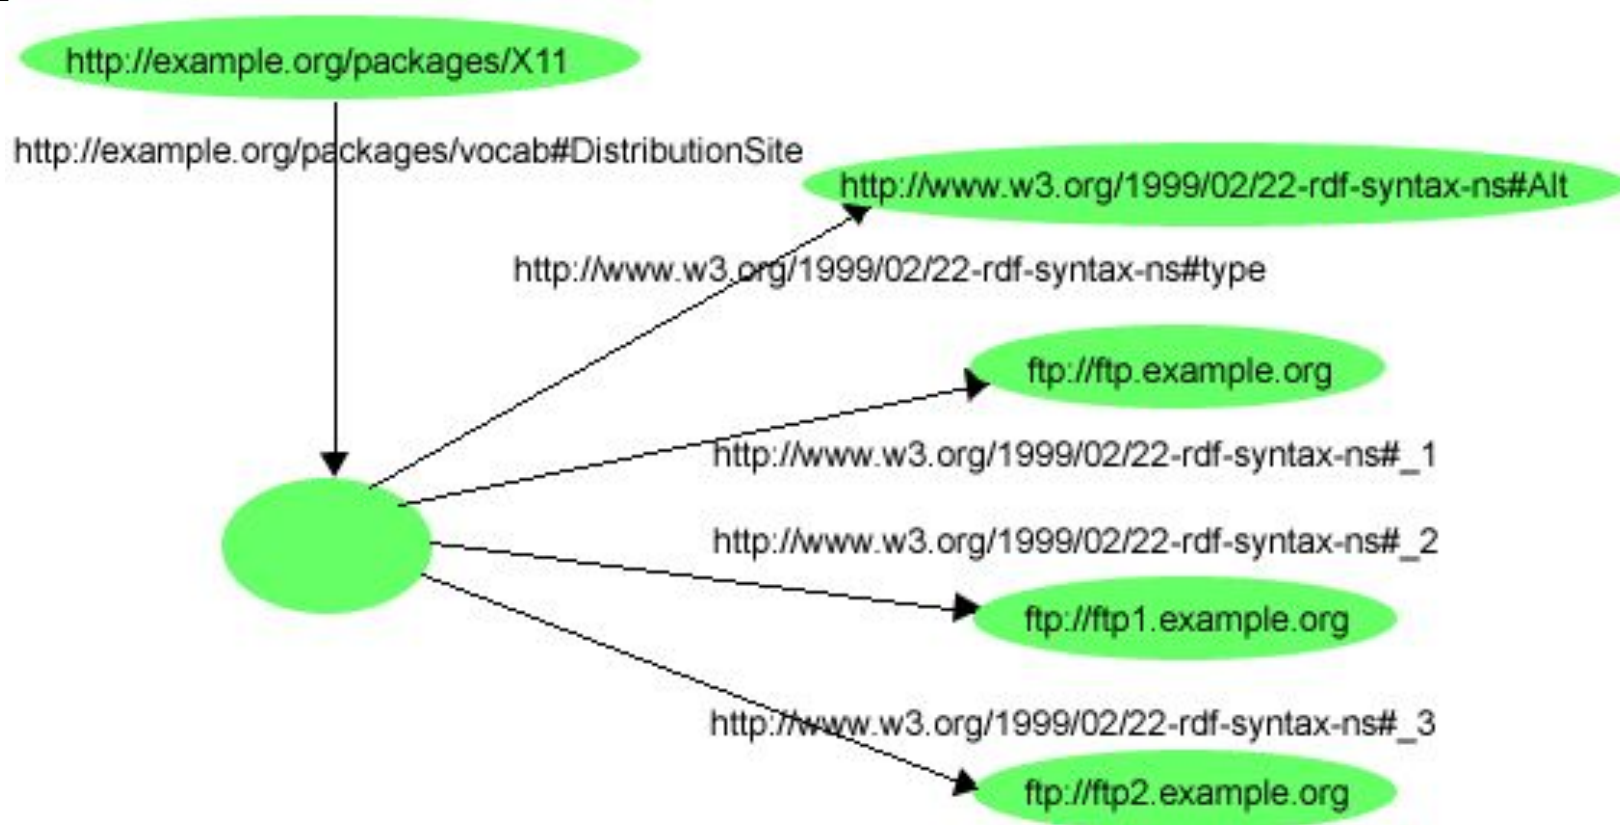 http://example.org/packages/X11
http://example.org/packages/vocab#DistributionSite
http://www.w3.org/1999/02/22-rdf-syntax-ns#Alt
http://www.w3.org/1999/02/22-rdf-syntax-ns#type
ftp://ftp.example.org
http://www.w3.org/1999/02/22-rdf-syntax-ns#_1
http://www.w3.org/1999/02/22-rdf-syntax-ns#_2
ftp://ftp1.example.org
http://www.w3.org/1999/02/22-rdf-syntax-ns#_3
ftp://ftp2.example.org